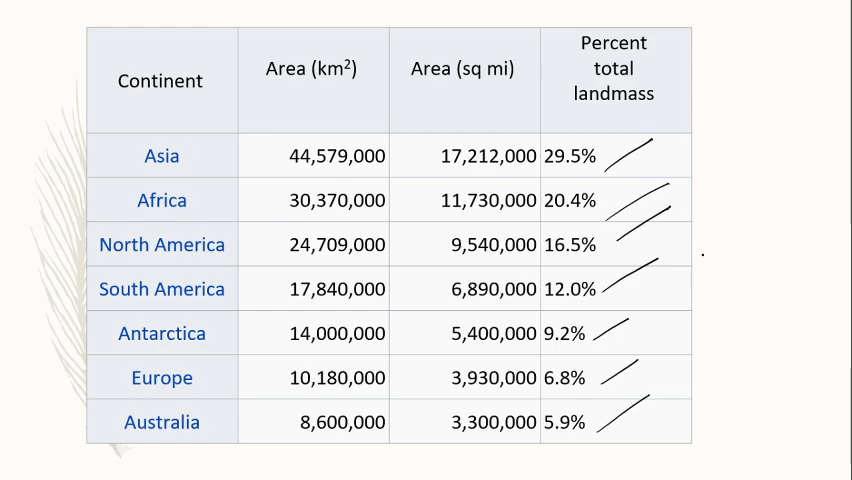 Continent Area (km²) Area (sq mi) Percent total landmass
Asia 44,579,000 17,212,000 29.5%
Africa 30,370,000 11,730,000 20.4%
North America 24,709,000 9,540,000 16.5%
South America 17,840,000 6,890,000 12.0%
Antarctica 14,000,000 5,400,000 9.2%
Europe 10,180,000 3,930,000 6.8%
Australia 8,600,000 3,300,000 5.9%